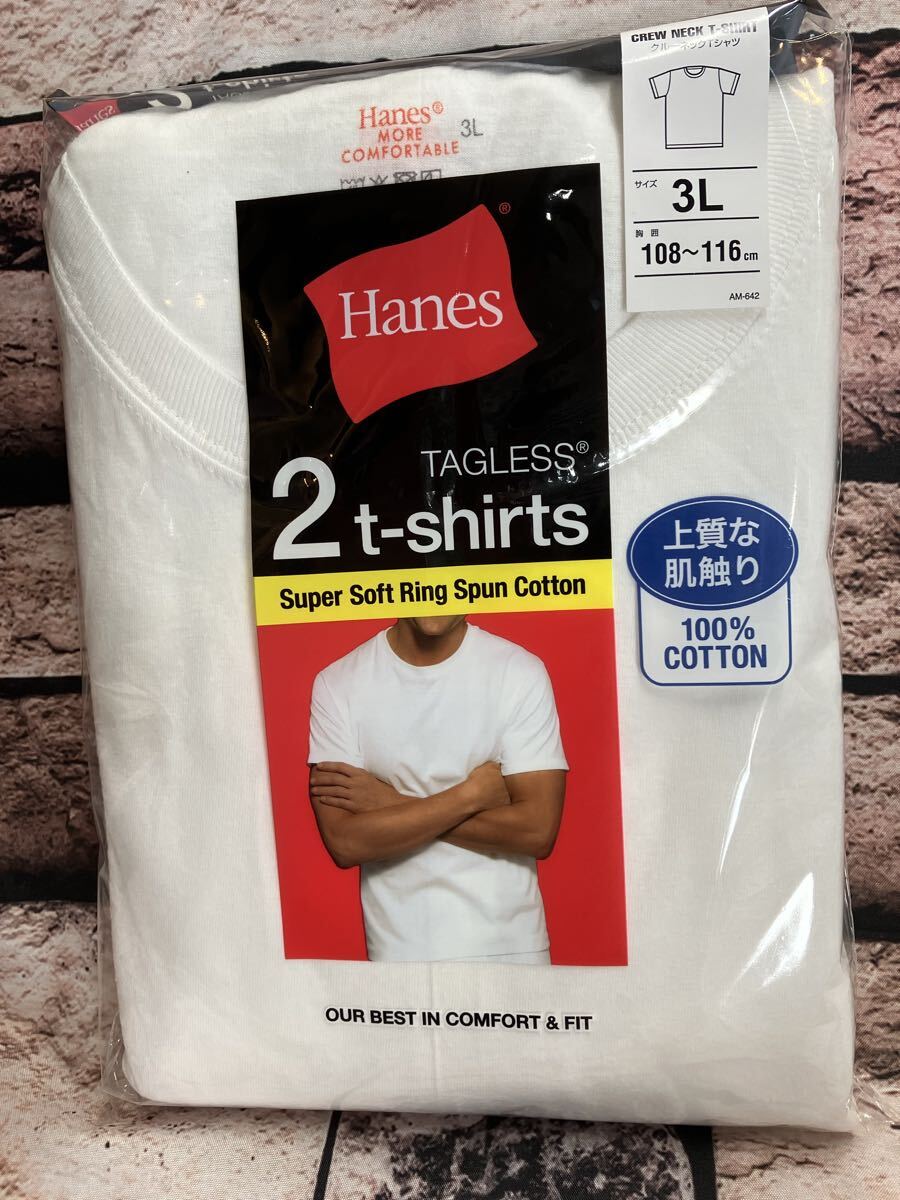 CREW NECK T-SHIRT
クルーネックTシャツ
サイズ
3L
胸 囲
108～116 cm
AM-642
Hanes®
MORE
COMFORTABLE
3L
Hanes
®
TAGLESS®
2 t-shirts
Super Soft Ring Spun Cotton
上質な
肌触り
100%
COTTON
OUR BEST IN COMFORT & FIT